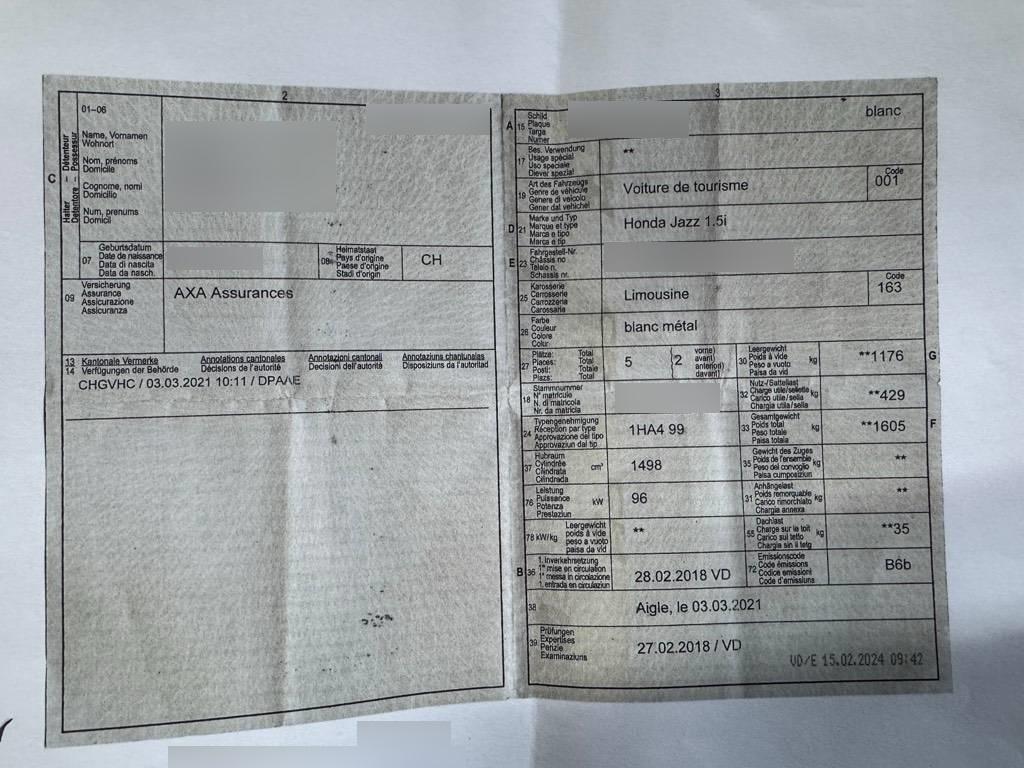 2
01–06
Halter – Détenteur
Detentore – Possessur
C
Name, Vornamen
Wohnort
Nom, prénoms
Domicile
Cognome, nomi
Domicilio
Num, prenums
Domicil
07
Geburtsdatum
Date de naissance
Data di nascita
Data da nasch.
08
Heimatstaat
Pays d'origine
Paese d'origine
Stadi d'origin
CH
09
Versicherung
Assurance
Assicurazione
Assicuranza
AXA Assurances
13 Kantonale Vermerke Annotations cantonales Annotazioni cantonali Annotaziuns chantunalas
14 Verfügungen der Behörde Décisions de l'autorité Decisioni dell'autorità Disposiziuns da l'autoritad
CHGVHC / 03.03.2021 10:11 / DPA/VE
3
A 15
Schild
Plaque
Targa
Numer
blanc
17
Bes. Verwendung
Usage spécial
Uso speciale
Diever spezial
**
19
Art des Fahrzeugs
Genre de véhicule
Genere di veicolo
Gener dal vehichel
Voiture de tourisme
Code
001
D 21
Marke und Typ
Marque et type
Marca e tipo
Marca e tip
Honda Jazz 1.5i
E 23
Fahrgestell-Nr.
Châssis no
Telaio n.
Schassis nr.
25
Karosserie
Carrosserie
Carrozzeria
Carossaria
Limousine
Code
163
26
Farbe
Couleur
Colore
Colur
blanc métal
27
Plätze: Total
Places: Total
Posti: Totale
Plazs: Total
5
2
vorne)
avant)
anteriori)
davant)
30
Leergewicht
Poids à vide
Peso a vuoto
Paisa da vid
kg
**1176
G
18
Stammnummer
N° matricule
N. di matricola
Nr. da matricla
32
Nutz-/Sattellast
Charge utile/sellette
Carico utile/sella
Chargia utila/sella
kg
**429
24
Typengenehmigung
Réception par type
Approvazione del tipo
Approvaziun dal tip
1HA4 99
33
Gesamtgewicht
Poids total
Peso totale
Paisa totala
kg
**1605
F
37
Hubraum
Cylindrée
Cilindrata
Cilindrada
cm³
1498
35
Gewicht des Zuges
Poids de l'ensemble
Peso del convoglio
Paisa cumposiziun
kg
**
76
Leistung
Puissance
Potenza
Prestaziun
kW
96
31
Anhängelast
Poids remorquable
Carico rimorchiato
Chargia annexa
kg
**
78 kW/kg
Leergewicht
poids à vide
peso a vuoto
paisa da vid
**
55
Dachlast
Charge sur le toit
Carico sul tetto
Chargia sin il tetg
kg
**35
B 36
1. Inverkehrsetzung
1re mise en circulation
1a messa in circolazione
1. entrada en circulaziun
28.02.2018 VD
72
Emissionscode
Code émissions
Codice emissioni
Code d'emissiuns
B6b
38
Aigle, le 03.03.2021
39
Prüfungen
Expertises
Perizie
Examinaziuns
27.02.2018 / VD
VD/E 15.02.2024 09:42